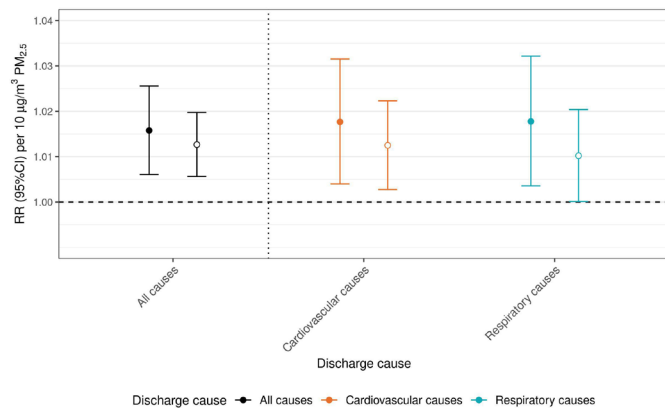 RR (95%CI) per 10 μg/m³ PM₂.₅
1.04
1.03
1.02
1.01
1.00
All causes
Cardiovascular causes
Respiratory causes
Discharge cause
Discharge cause All causes Cardiovascular causes Respiratory causes